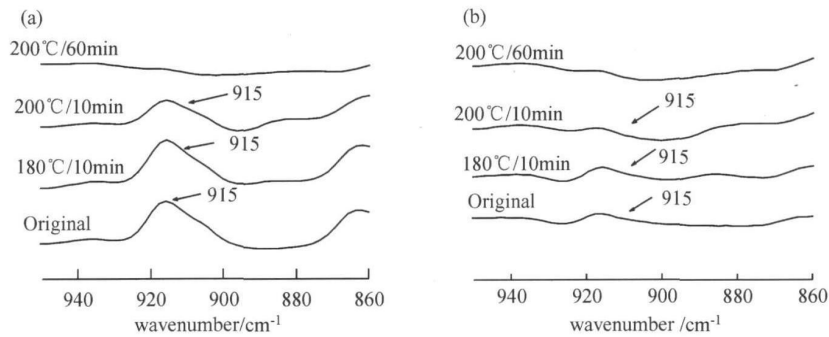 (a)
200℃/60min
915
200℃/10min
915
180℃/10min
915
Original
940 920 900 880 860
wavenumber/cm-1
(b)
200℃/60min
915
200℃/10min
915
180℃/10min
915
Original
940 920 900 880 860
wavenumber /cm-1